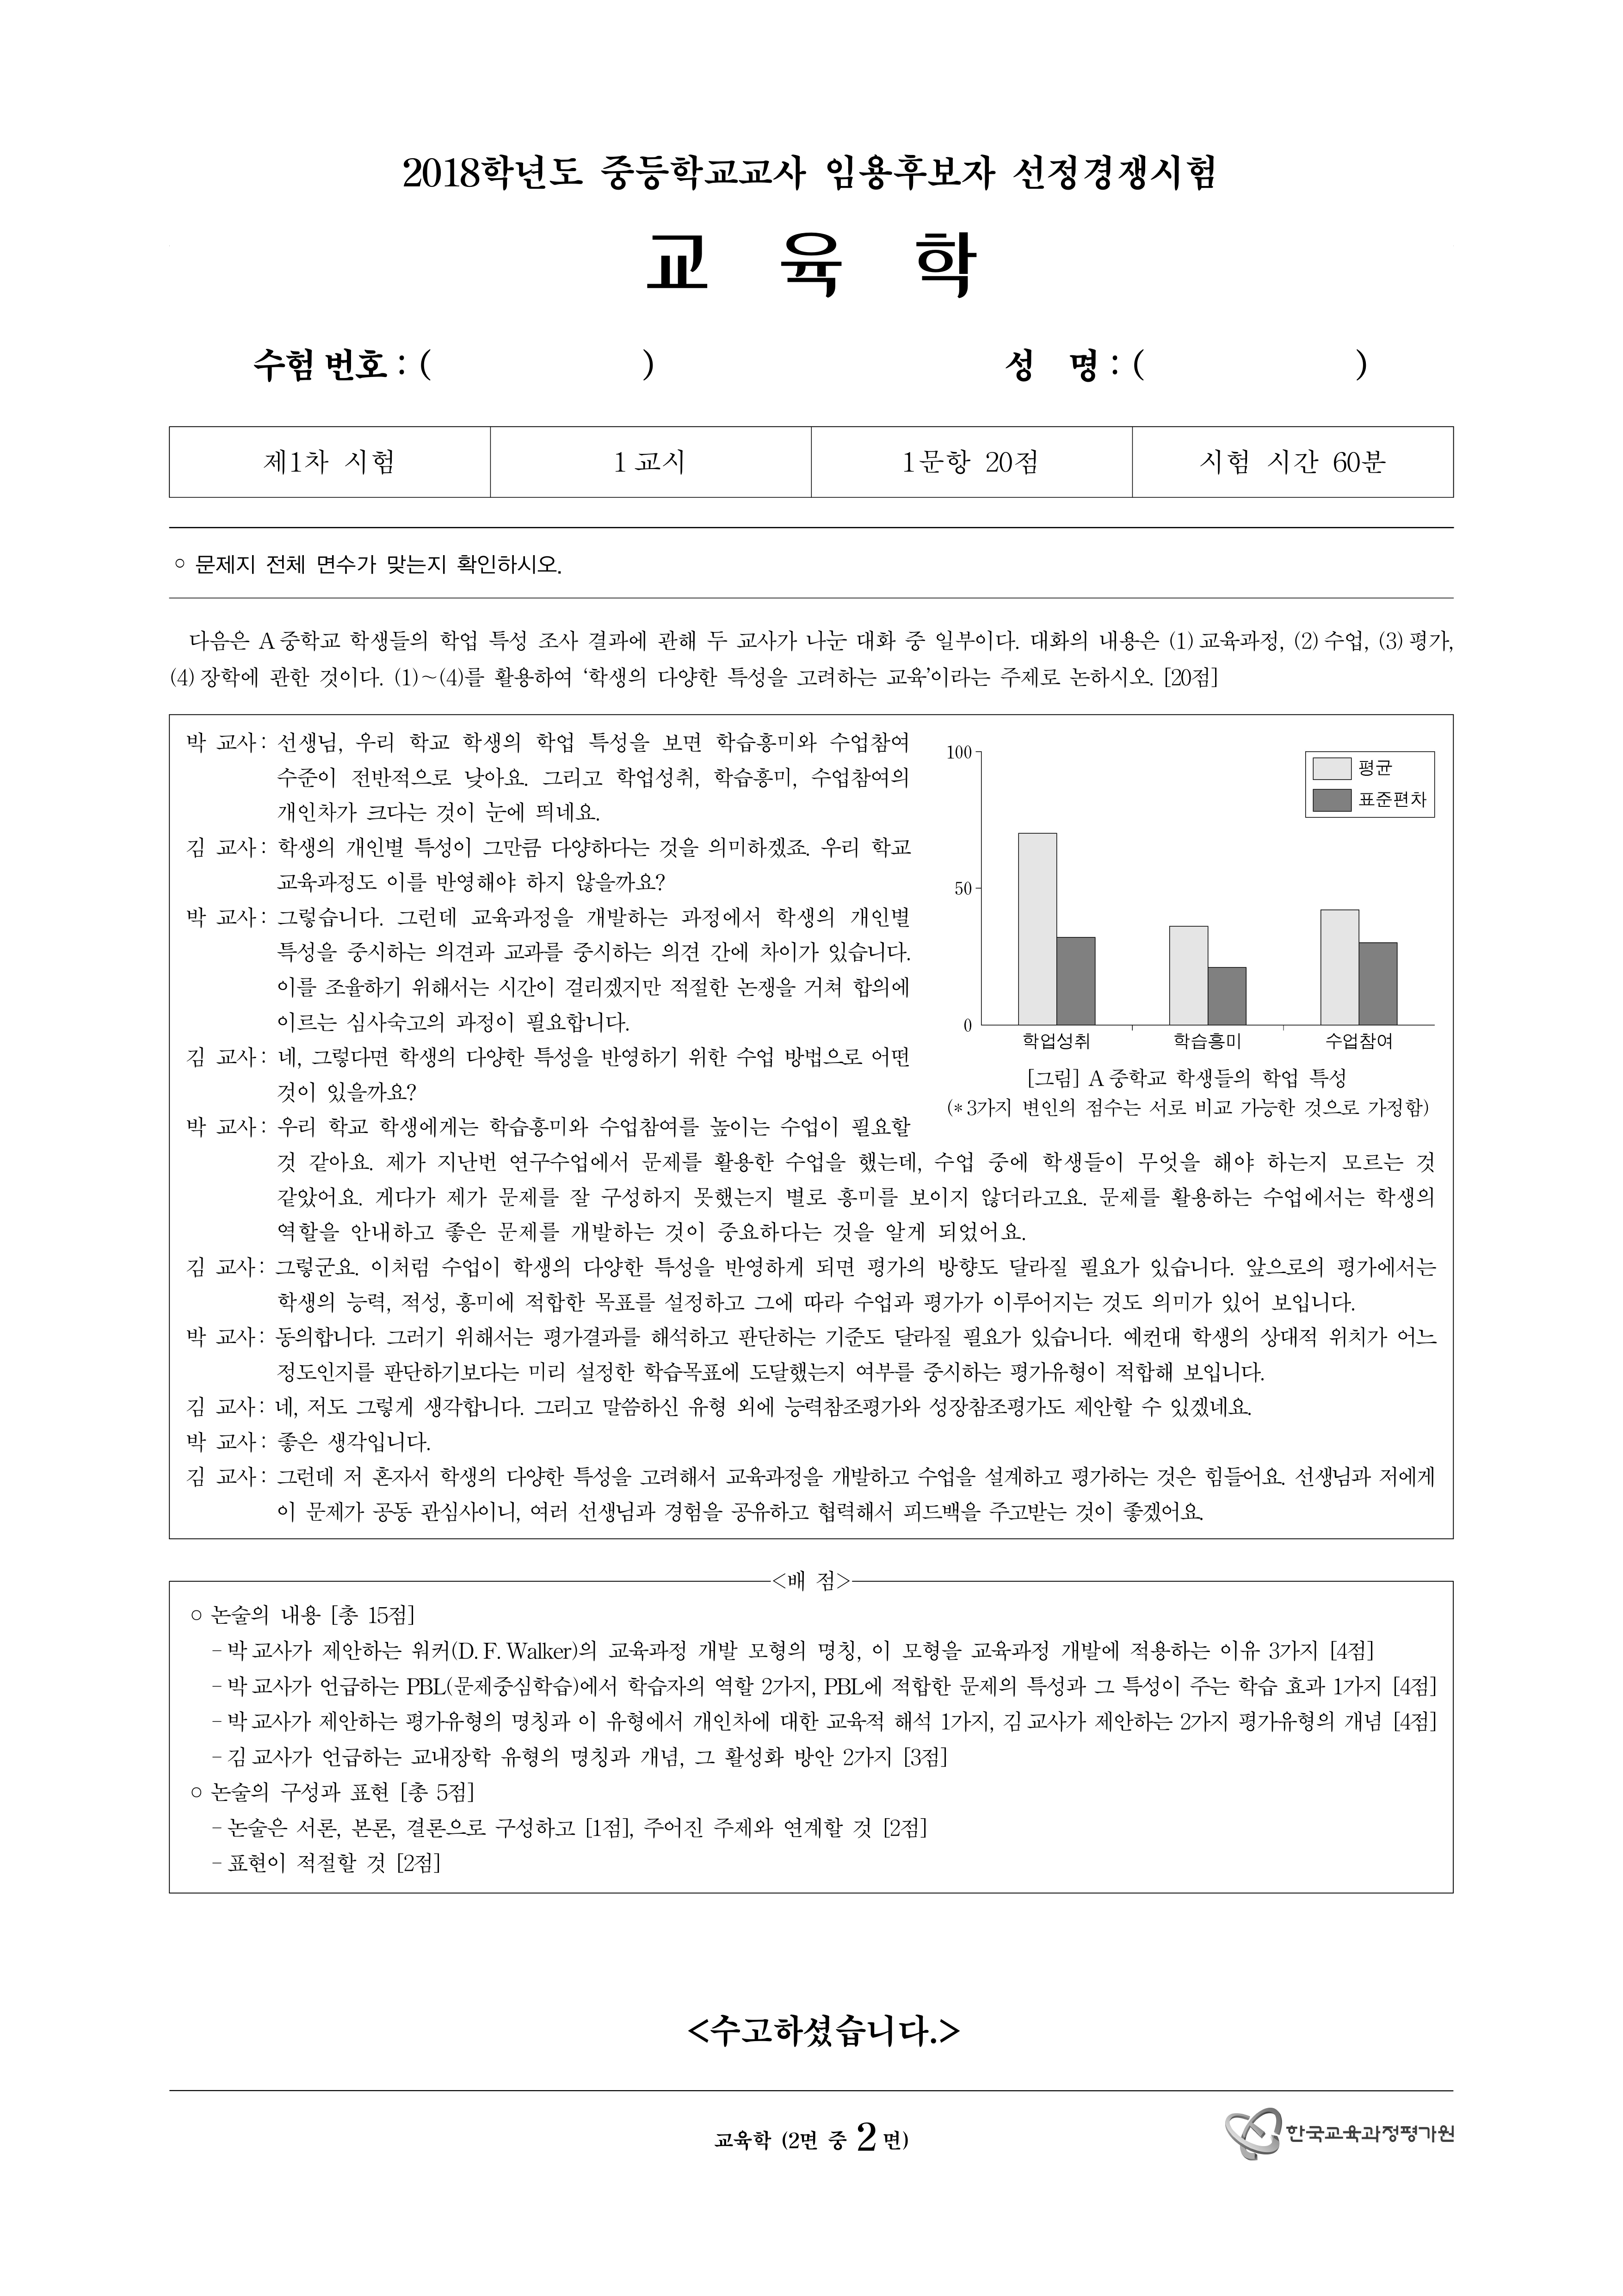 2018학년도 중등학교교사 임용후보자 선정경쟁시험
교 육 학
수험 번호 : ( ) 성 명 : ( )
제1차 시험 1 교시 1문항 20점 시험 시간 60분
○ 문제지 전체 면수가 맞는지 확인하시오.
다음은 A중학교 학생들의 학업 특성 조사 결과에 관해 두 교사가 나눈 대화 중 일부이다. 대화의 내용은 (1)교육과정, (2)수업, (3)평가,
(4)장학에 관한 것이다. (1)~(4)를 활용하여 ‘학생의 다양한 특성을 고려하는 교육’이라는 주제로 논하시오. [20점]
박 교사 : 선생님, 우리 학교 학생의 학업 특성을 보면 학습흥미와 수업참여
수준이 전반적으로 낮아요. 그리고 학업성취, 학습흥미, 수업참여의
개인차가 크다는 것이 눈에 띄네요.
김 교사 : 학생의 개인별 특성이 그만큼 다양하다는 것을 의미하겠죠. 우리 학교
교육과정도 이를 반영해야 하지 않을까요?
박 교사 : 그렇습니다. 그런데 교육과정을 개발하는 과정에서 학생의 개인별
특성을 중시하는 의견과 교과를 중시하는 의견 간에 차이가 있습니다.
이를 조율하기 위해서는 시간이 걸리겠지만 적절한 논쟁을 거쳐 합의에
이르는 심사숙고의 과정이 필요합니다.
김 교사 : 네, 그렇다면 학생의 다양한 특성을 반영하기 위한 수업 방법으로 어떤
것이 있을까요?
박 교사 : 우리 학교 학생에게는 학습흥미와 수업참여를 높이는 수업이 필요할
100
50
0
평균
표준편차
학업성취 학습흥미 수업참여
[그림] A중학교 학생들의 학업 특성
(*3가지 변인의 점수는 서로 비교 가능한 것으로 가정함)
것 같아요. 제가 지난번 연구수업에서 문제를 활용한 수업을 했는데, 수업 중에 학생들이 무엇을 해야 하는지 모르는 것
같았어요. 게다가 제가 문제를 잘 구성하지 못했는지 별로 흥미를 보이지 않더라고요. 문제를 활용하는 수업에서는 학생의
역할을 안내하고 좋은 문제를 개발하는 것이 중요하다는 것을 알게 되었어요.
김 교사 : 그렇군요. 이처럼 수업이 학생의 다양한 특성을 반영하게 되면 평가의 방향도 달라질 필요가 있습니다. 앞으로의 평가에서는
학생의 능력, 적성, 흥미에 적합한 목표를 설정하고 그에 따라 수업과 평가가 이루어지는 것도 의미가 있어 보입니다.
박 교사 : 동의합니다. 그러기 위해서는 평가결과를 해석하고 판단하는 기준도 달라질 필요가 있습니다. 예컨대 학생의 상대적 위치가 어느
정도인지를 판단하기보다는 미리 설정한 학습목표에 도달했는지 여부를 중시하는 평가유형이 적합해 보입니다.
김 교사 : 네, 저도 그렇게 생각합니다. 그리고 말씀하신 유형 외에 능력참조평가와 성장참조평가도 제안할 수 있겠네요.
박 교사 : 좋은 생각입니다.
김 교사 : 그런데 저 혼자서 학생의 다양한 특성을 고려해서 교육과정을 개발하고 수업을 설계하고 평가하는 것은 힘들어요. 선생님과 저에게
이 문제가 공동 관심사이니, 여러 선생님과 경험을 공유하고 협력해서 피드백을 주고받는 것이 좋겠어요.
<배 점>
○ 논술의 내용 [총 15점]
- 박 교사가 제안하는 워커(D. F. Walker)의 교육과정 개발 모형의 명칭, 이 모형을 교육과정 개발에 적용하는 이유 3가지 [4점]
- 박 교사가 언급하는 PBL(문제중심학습)에서 학습자의 역할 2가지, PBL에 적합한 문제의 특성과 그 특성이 주는 학습 효과 1가지 [4점]
- 박 교사가 제안하는 평가유형의 명칭과 이 유형에서 개인차에 대한 교육적 해석 1가지, 김 교사가 제안하는 2가지 평가유형의 개념 [4점]
- 김 교사가 언급하는 교내장학 유형의 명칭과 개념, 그 활성화 방안 2가지 [3점]
○ 논술의 구성과 표현 [총 5점]
- 논술은 서론, 본론, 결론으로 구성하고 [1점], 주어진 주제와 연계할 것 [2점]
- 표현이 적절할 것 [2점]
<수고하셨습니다.>
교육학 (2면 중 2 면)
한국교육과정평가원